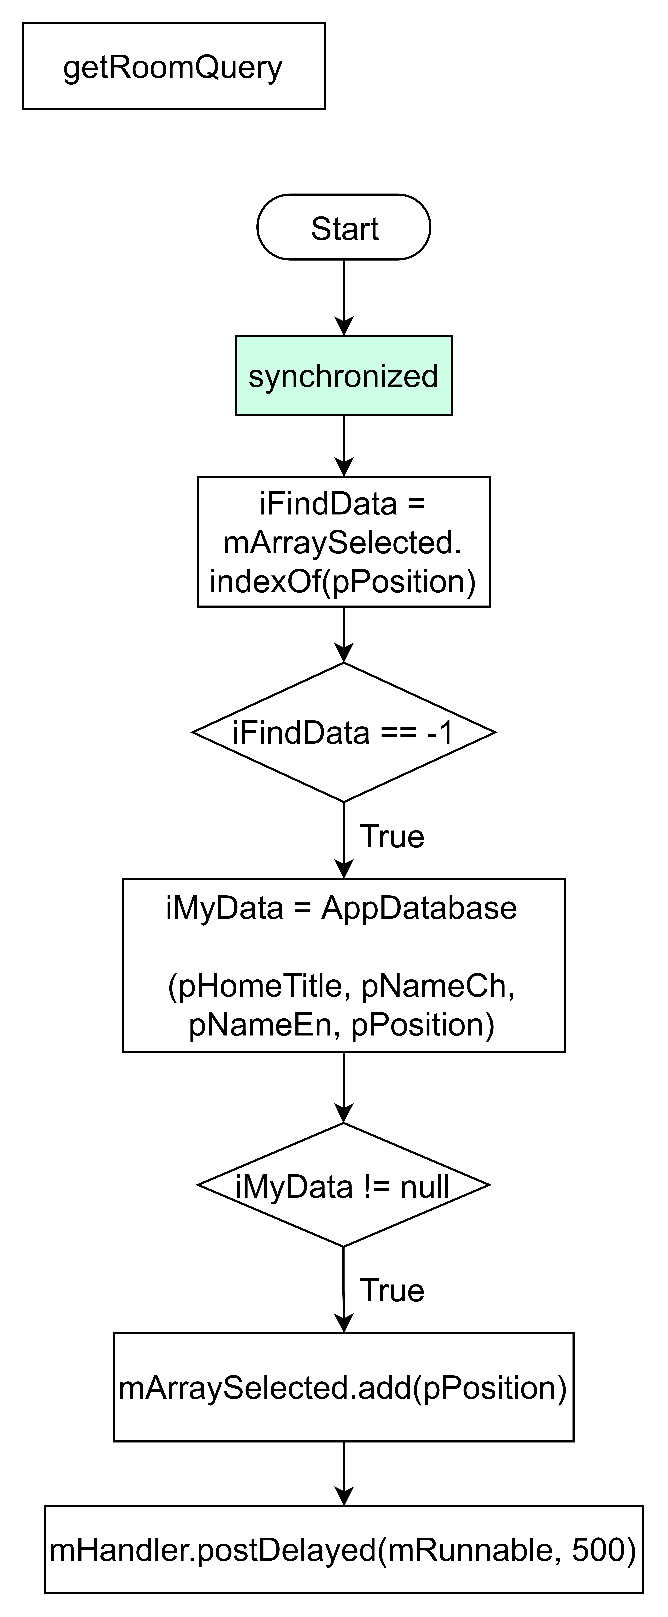 getRoomQuery
Start
synchronized
iFindData =
mArraySelected.
indexOf(pPosition)
iFindData == -1
True
iMyData = AppDatabase
(pHomeTitle, pNameCh,
pNameEn, pPosition)
iMyData != null
True
mArraySelected.add(pPosition)
mHandler.postDelayed(mRunnable, 500)